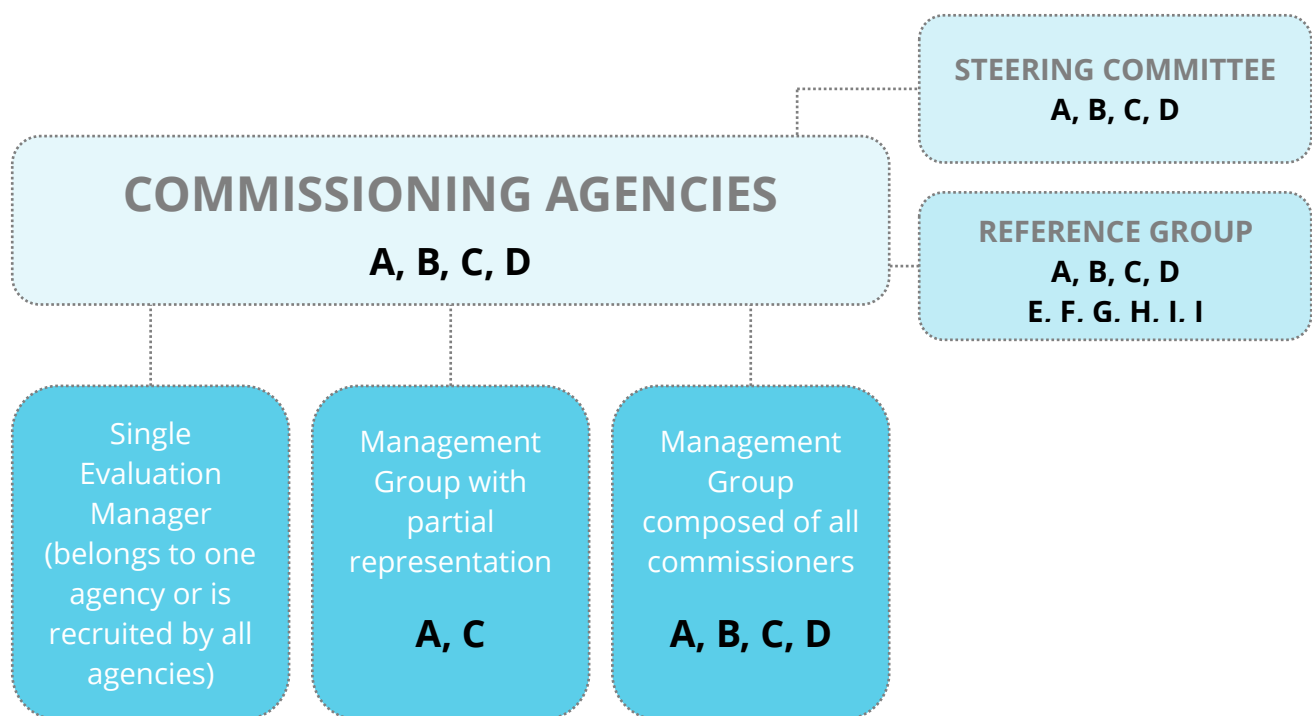 STEERING COMMITTEE
A, B, C, D
COMMISSIONING AGENCIES
A, B, C, D
REFERENCE GROUP
A, B, C, D
E, F, G, H, I,
Single
Evaluation
Manager
(belongs to one
agency or is
recruited by all
agencies)
Management
Group with
partial
representation
A, C
Management
Group
composed of all
commissioners
A, B, C, D